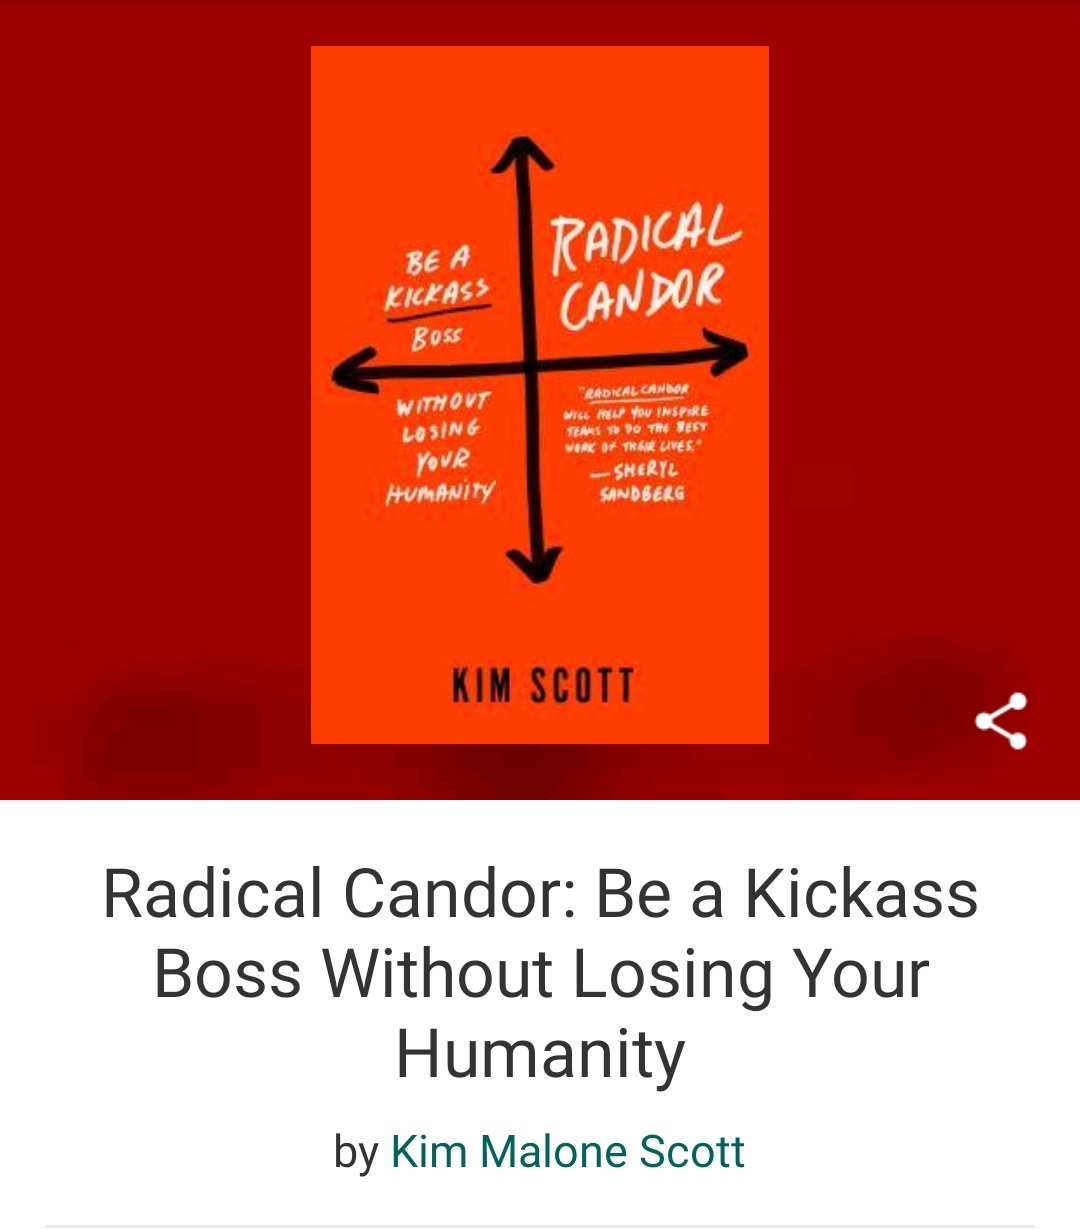 BE A
KICKASS
BOSS
RADICAL
CANDOR
WITHOUT
LOSING
YOUR
HUMANITY
"RADICAL CANDOR
WILL HELP YOU INSPIRE
TEAMS TO DO THE BEST
WORK OF THEIR LIVES."
—SHERYL
SANDBERG
KIM SCOTT
Radical Candor: Be a Kickass
Boss Without Losing Your
Humanity
by Kim Malone Scott